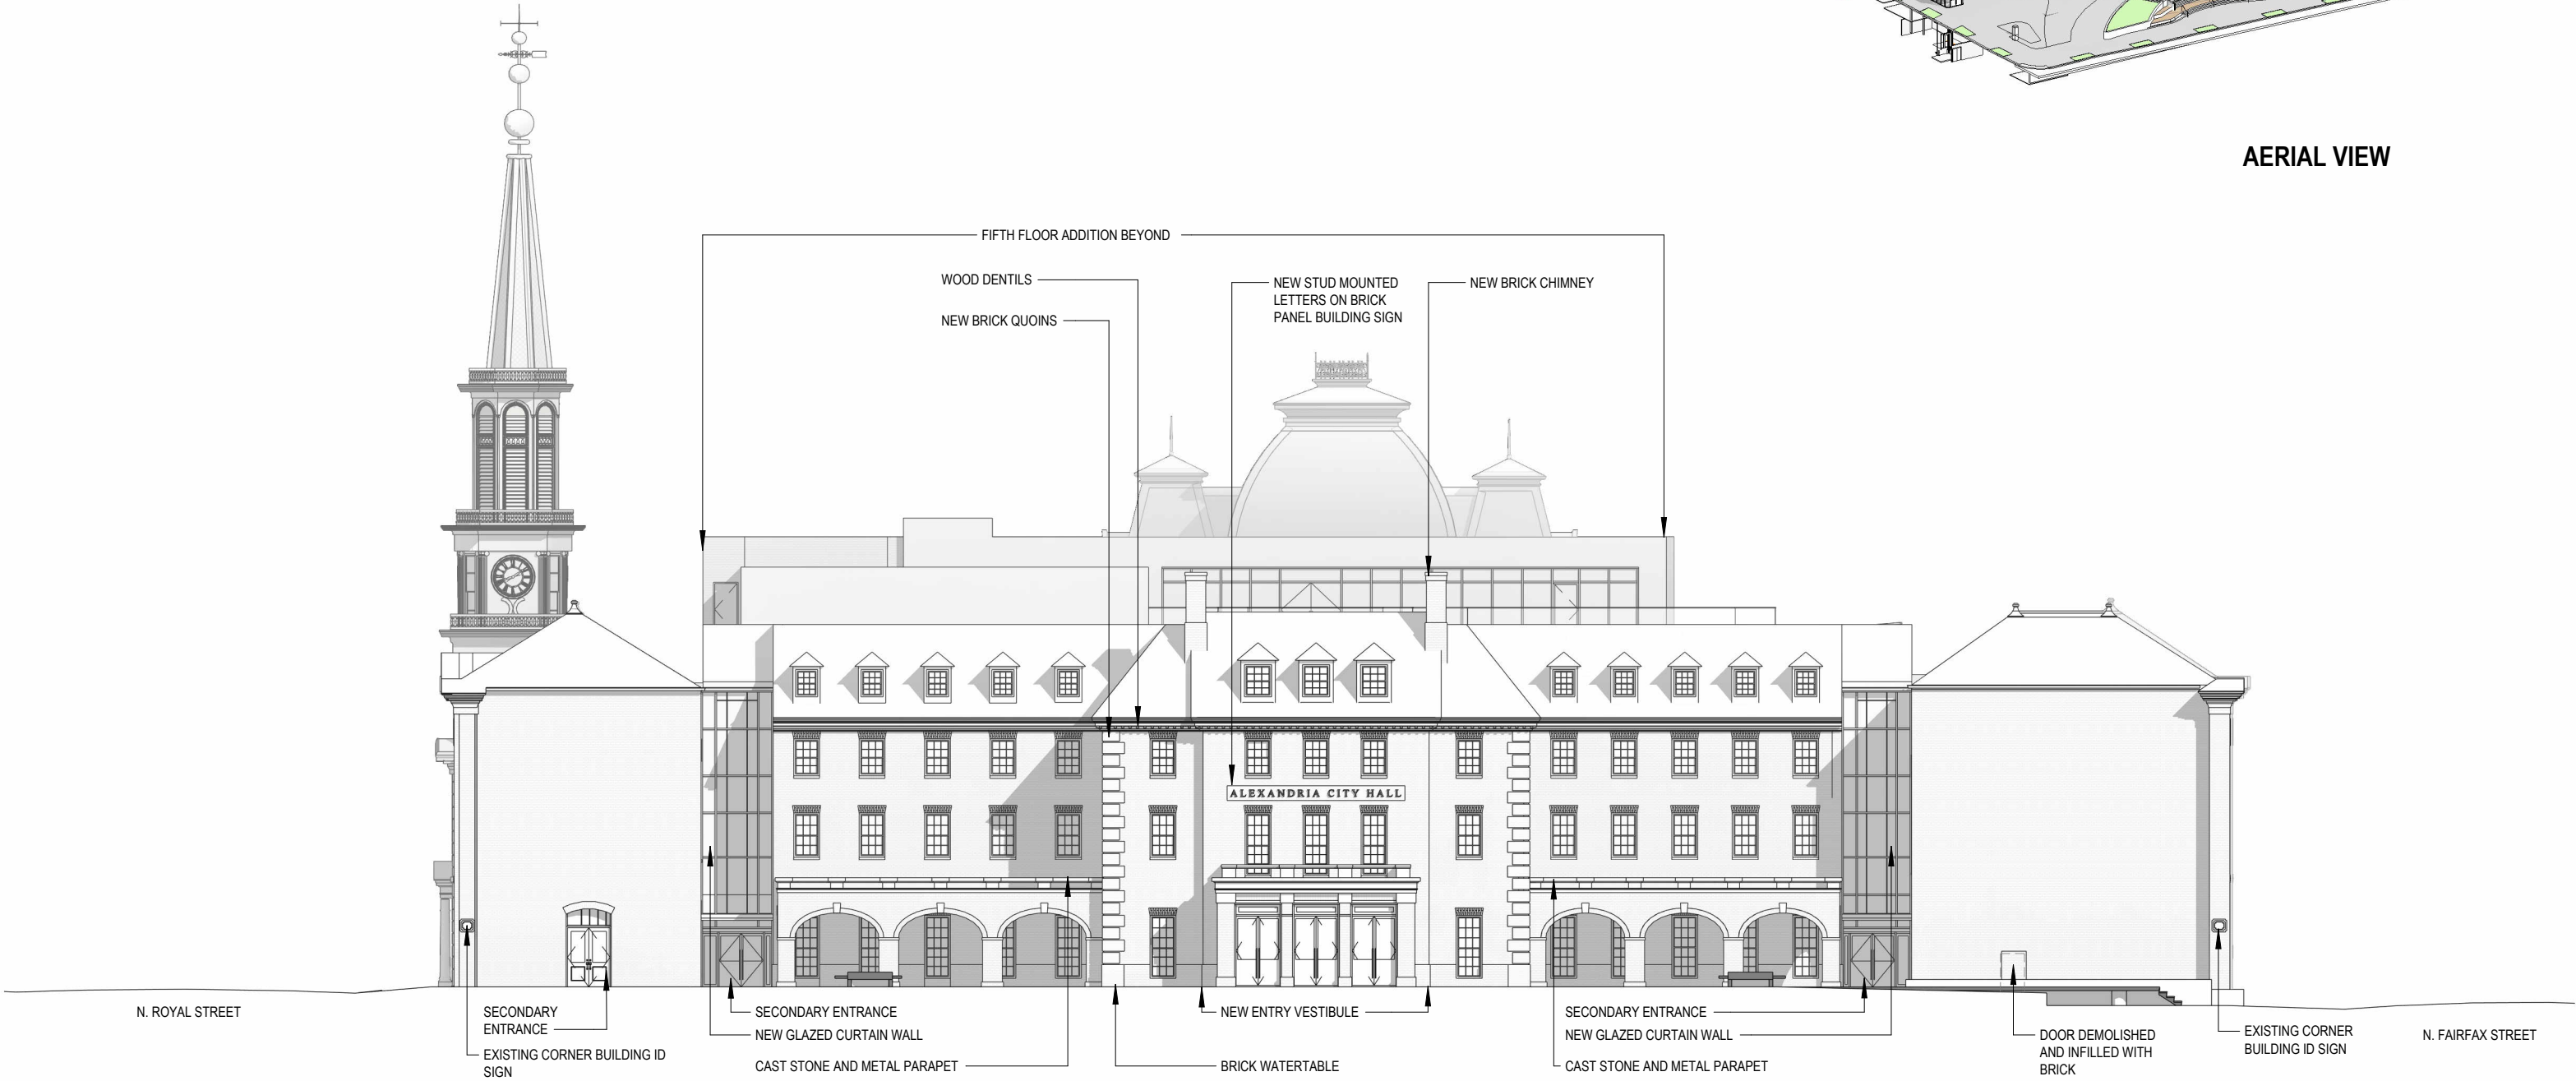 AERIAL VIEW
FIFTH FLOOR ADDITION BEYOND
WOOD DENTILS
NEW STUD MOUNTED
LETTERS ON BRICK
PANEL BUILDING SIGN
NEW BRICK CHIMNEY
NEW BRICK QUOINS
ALEXANDRIA CITY HALL
N. ROYAL STREET
SECONDARY
ENTRANCE
EXISTING CORNER BUILDING ID
SIGN
SECONDARY ENTRANCE
NEW GLAZED CURTAIN WALL
CAST STONE AND METAL PARAPET
NEW ENTRY VESTIBULE
BRICK WATERTABLE
SECONDARY ENTRANCE
NEW GLAZED CURTAIN WALL
CAST STONE AND METAL PARAPET
DOOR DEMOLISHED
AND INFILLED WITH
BRICK
EXISTING CORNER
BUILDING ID SIGN
N. FAIRFAX STREET